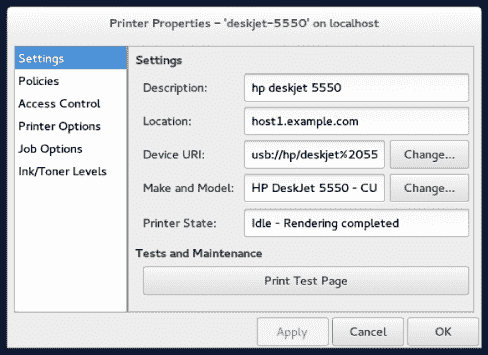 Printer Properties – 'deskjet-5550' on localhost
Settings
Policies
Access Control
Printer Options
Job Options
Ink/Toner Levels
Settings
Description: hp deskjet 5550
Location: host1.example.com
Device URI: usb://hp/deskjet%2055 Change...
Make and Model: HP DeskJet 5550 - CU Change...
Printer State: Idle - Rendering completed
Tests and Maintenance
Print Test Page
Apply Cancel OK